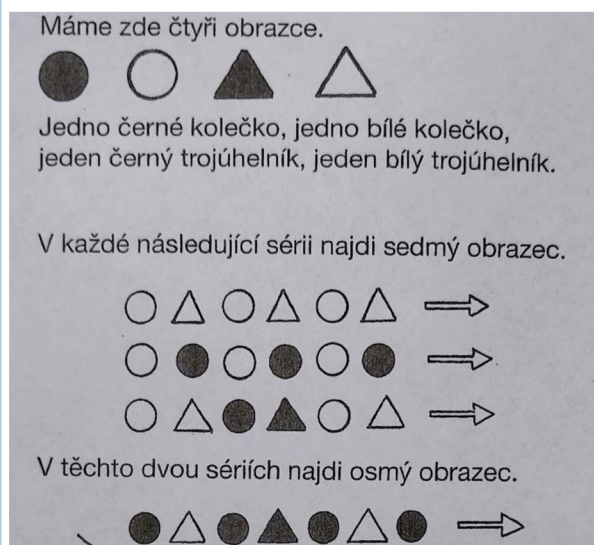 Máme zde čtyři obrazce.
Jedno černé kolečko, jedno bílé kolečko,
jeden černý trojúhelník, jeden bílý trojúhelník.
V každé následující sérii najdi sedmý obrazec.
V těchto dvou sériích najdi osmý obrazec.